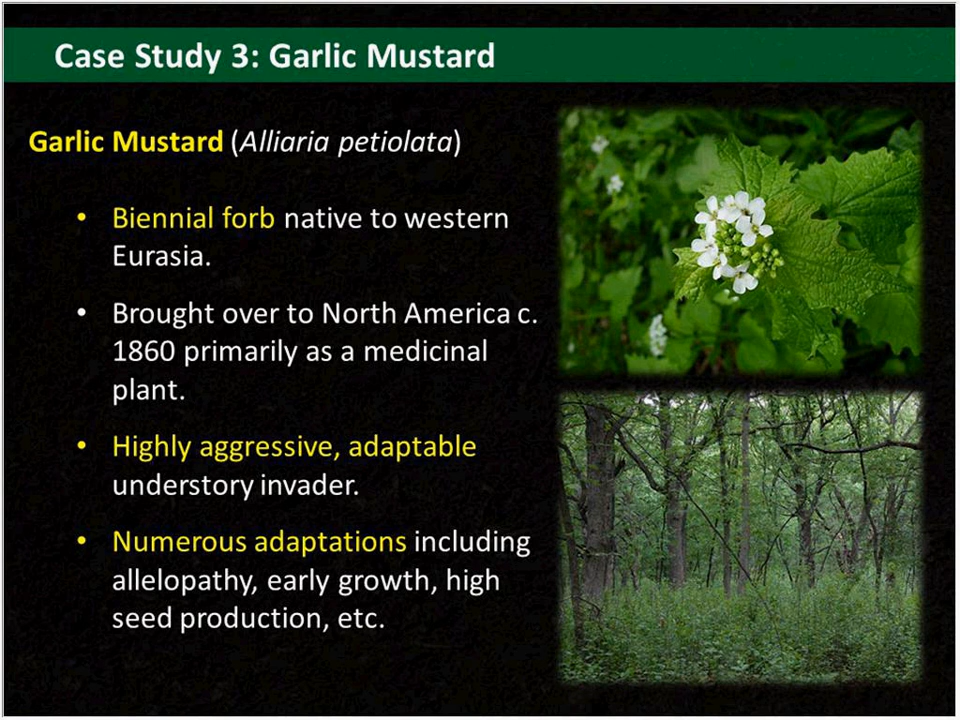 Case Study 3: Garlic Mustard
Garlic Mustard (Alliaria petiolata)
• Biennial forb native to western
Eurasia.
• Brought over to North America c.
1860 primarily as a medicinal
plant.
• Highly aggressive, adaptable
understory invader.
• Numerous adaptations including
allelopathy, early growth, high
seed production, etc.